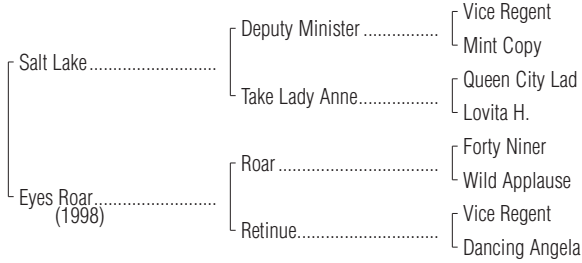 Vice Regent
Deputy Minister ................
Mint Copy
Salt Lake...........................
Queen City Lad
Take Lady Anne.................
Lovita H.
Forty Niner
Roar ..................................
Wild Applause
Eyes Roar..........................
(1998)
Vice Regent
Retinue..............................
Dancing Angela